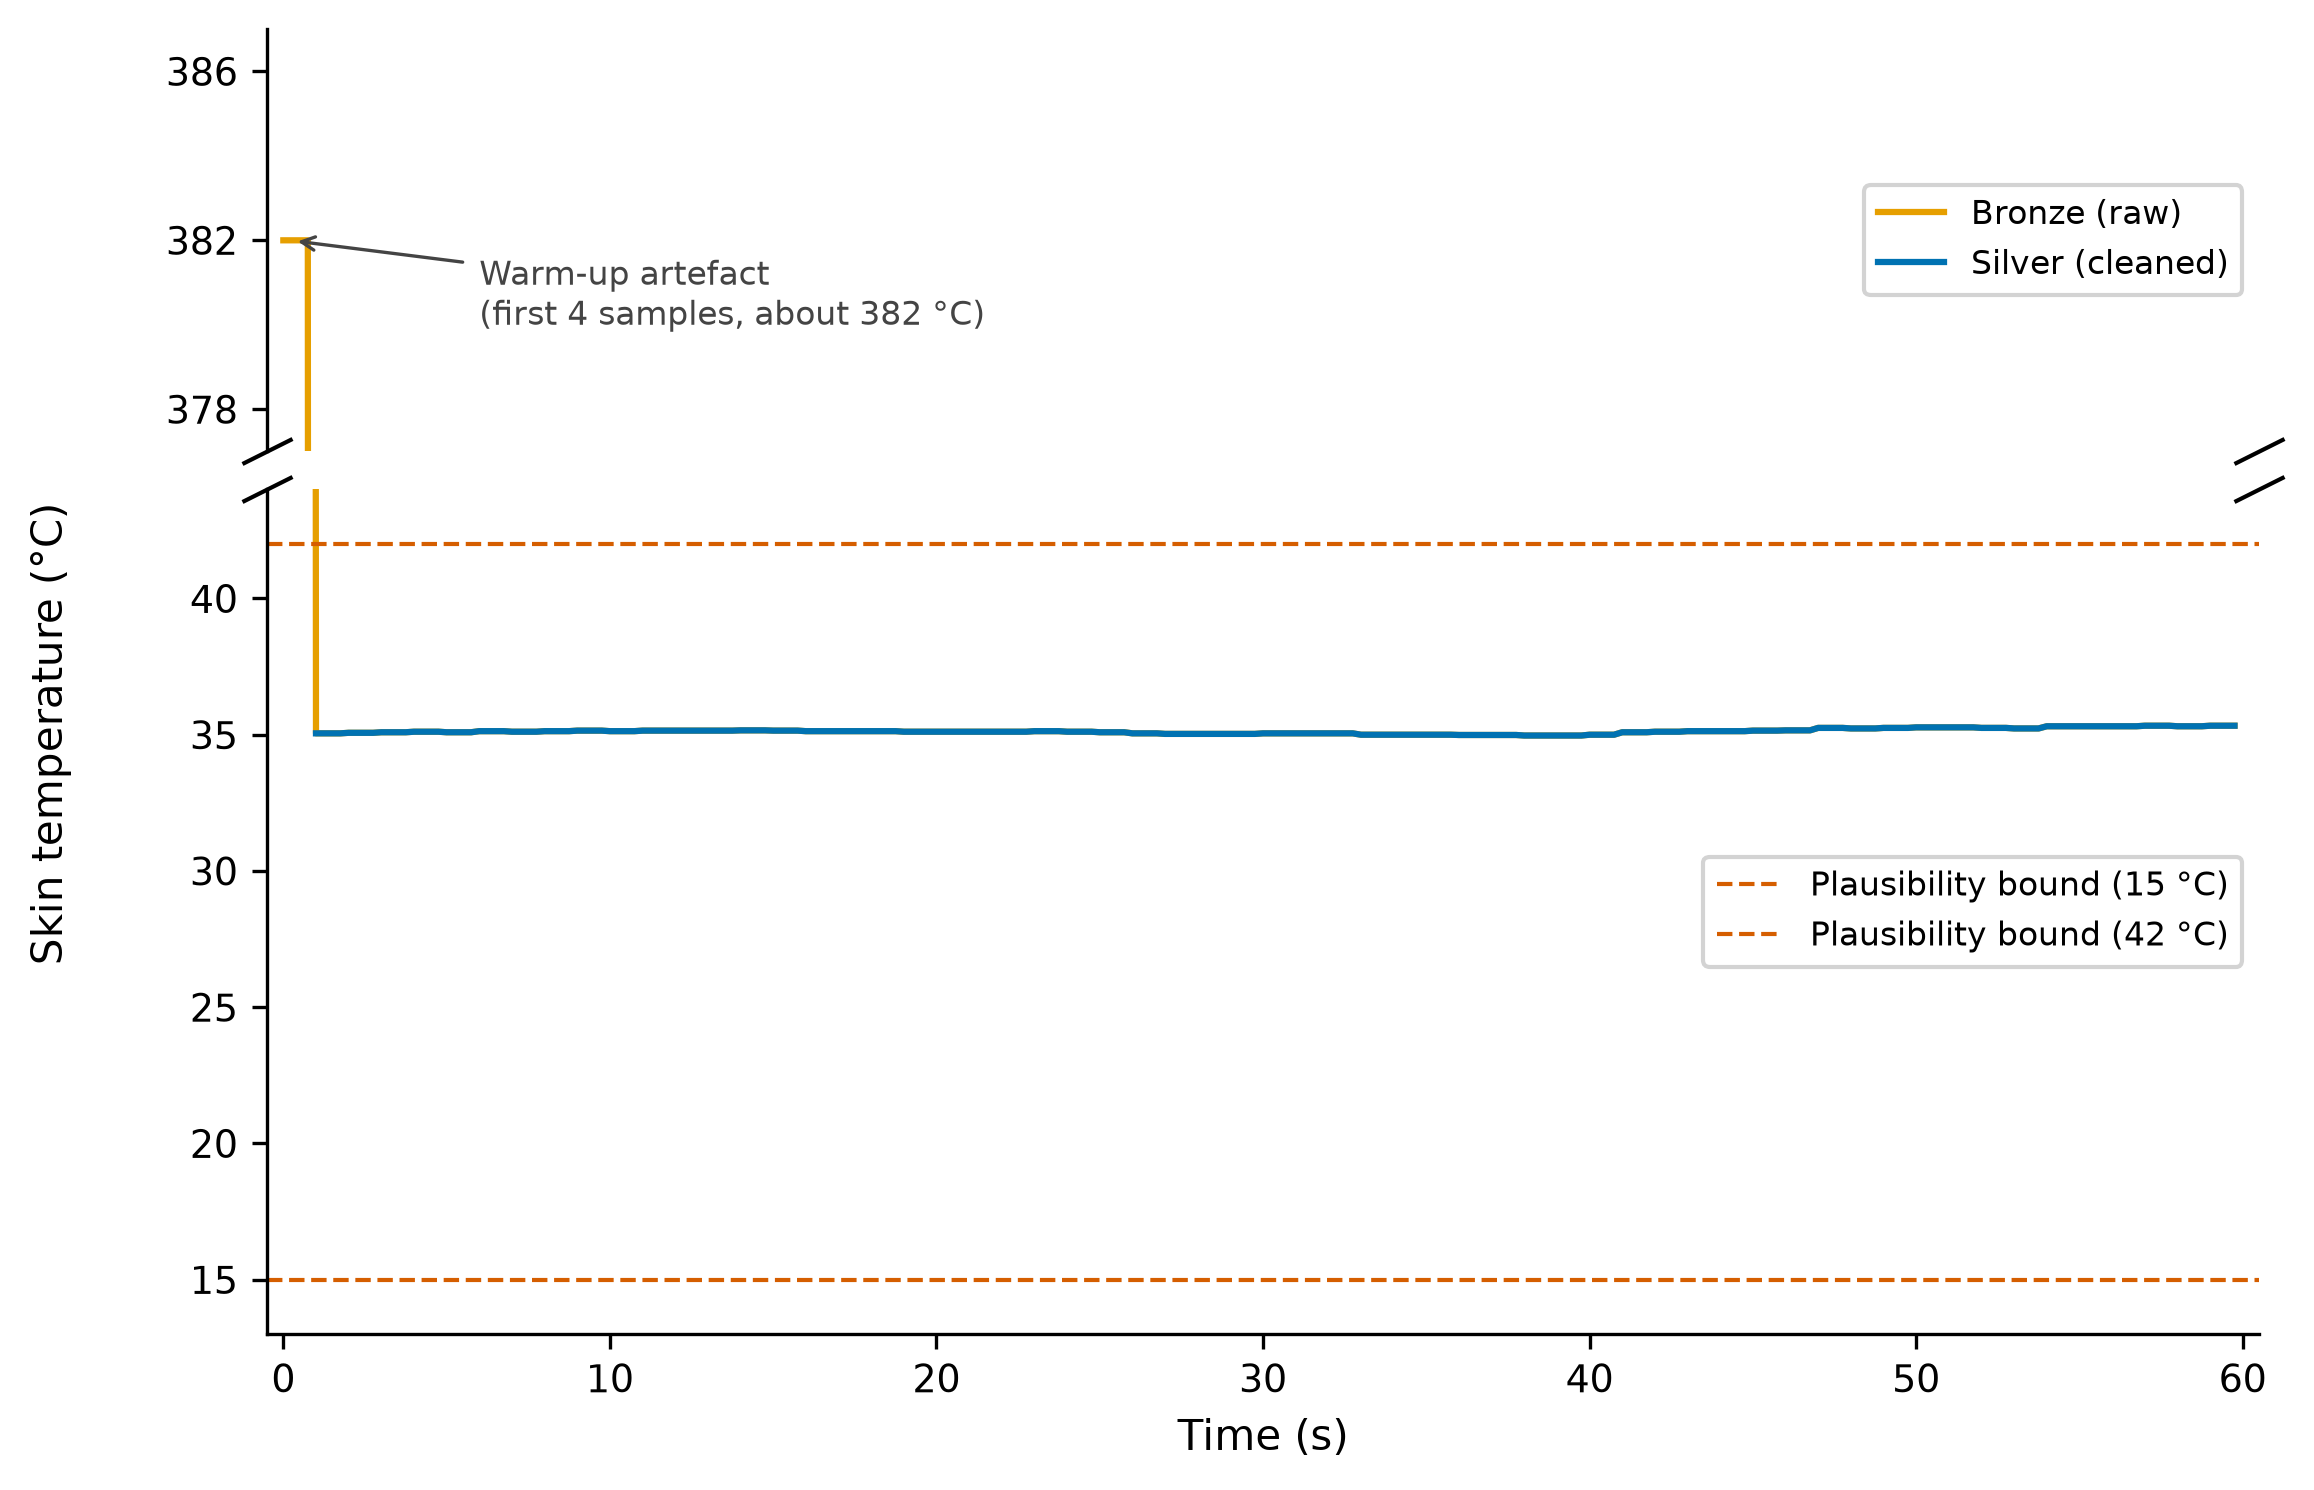 386
382
378
Bronze (raw)
Silver (cleaned)
Warm-up artefact
(first 4 samples, about 382 °C)
Skin temperature (°C)
40
35
30
25
20
15
Plausibility bound (15 °C)
Plausibility bound (42 °C)
0 10 20 30 40 50 60
Time (s)